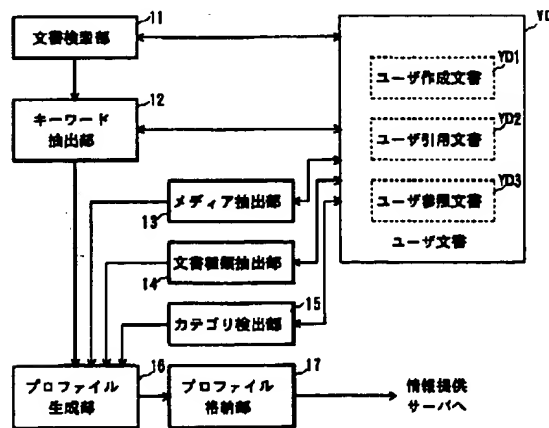 11
文書検索部
YD
YD1
ユーザ作成文書
12
キーワード
抽出部
YD2
ユーザ引用文書
YD3
ユーザ参照文書
ユーザ文書
メディア抽出部
13
文書種類抽出部
14
15
カテゴリ検出部
16
プロファイル
生成部
17
プロファイル
格納部
情報提供
サーバへ